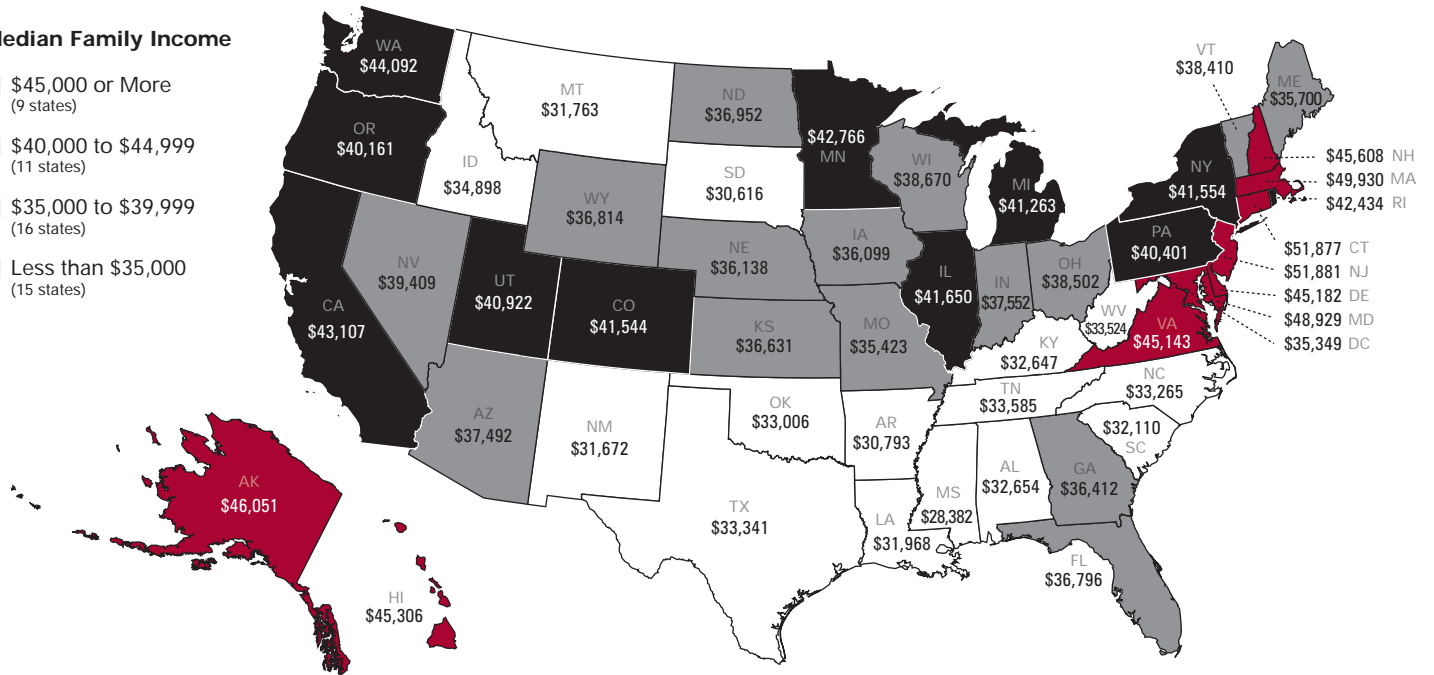 Median Family Income
$45,000 or More
(9 states)
$40,000 to $44,999
(11 states)
$35,000 to $39,999
(16 states)
Less than $35,000
(15 states)
WA
$44,092
OR
$40,161
CA
$43,107
NV
$39,409
ID
$34,898
MT
$31,763
WY
$36,814
UT
$40,922
CO
$41,544
AZ
$37,492
NM
$31,672
ND
$36,952
SD
$30,616
NE
$36,138
KS
$36,631
OK
$33,006
TX
$33,341
$42,766
MN
IA
$36,099
MO
$35,423
AR
$30,793
LA
$31,968
WI
$38,670
IL
$41,650
MI
$41,263
IN
$37,552
OH
$38,502
KY
$32,647
TN
$33,585
MS
$28,382
AL
$32,654
GA
$36,412
FL
$36,796
$32,110
SC
NC
$33,265
VA
$45,143
WV
$33,524
PA
$40,401
NY
$41,554
VT
$38,410
ME
$35,700
$45,608 NH
$49,930 MA
$42,434 RI
$51,877 CT
$51,881 NJ
$45,182 DE
$48,929 MD
$35,349 DC
AK
$46,051
HI
$45,306